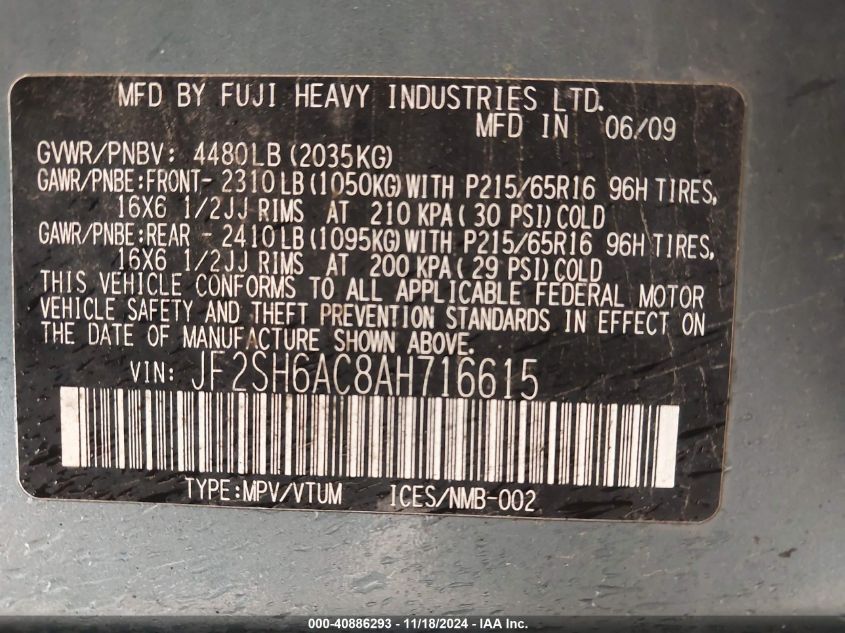 MFD BY FUJI HEAVY INDUSTRIES LTD.
MFD IN 06/09
GVWR/PNBV: 4480LB (2035KG)
GAWR/PNBE:FRONT- 2310 LB (1050KG) WITH P215/65R16 96H TIRES,
16X6 1/2JJ RIMS AT 210 KPA ( 30 PSI) COLD
GAWR/PNBE:REAR - 2410 LB (1095KG) WITH P215/65R16 96H TIRES,
16X6 1/2JJ RIMS AT 200 KPA ( 29 PSI) COLD
THIS VEHICLE CONFORMS TO ALL APPLICABLE FEDERAL MOTOR
VEHICLE SAFETY AND THEFT PREVENTION STANDARDS IN EFFECT ON
THE DATE OF MANUFACTURE SHOWN ABOVE.
VIN: JF2SH6AC8AH716615
TYPE:MPV/VTUM ICES/NMB-002
000-40886293 - 11/18/2024 - IAA Inc.